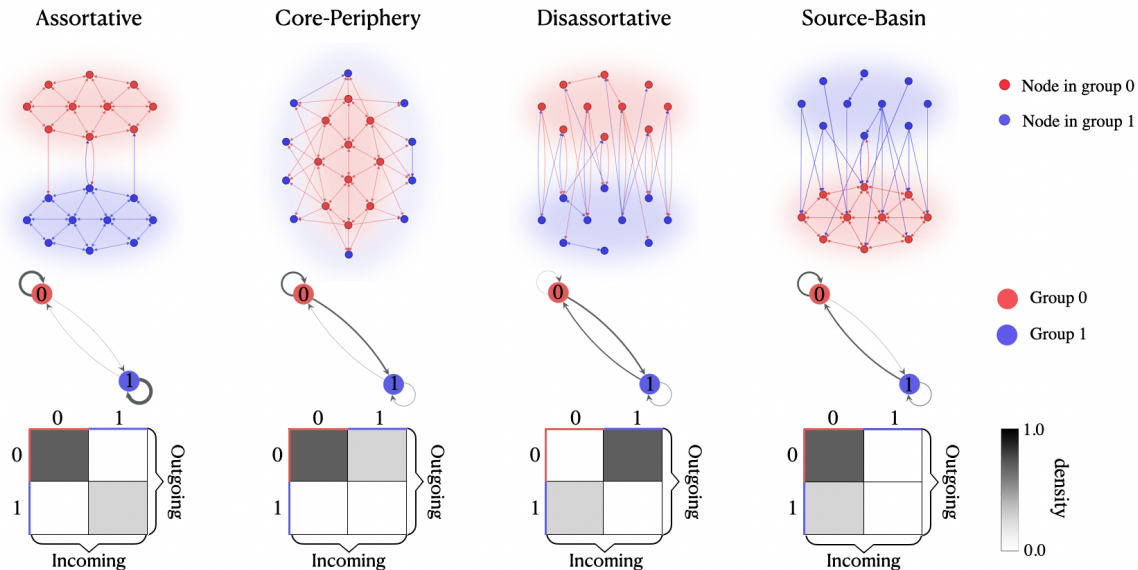 Assortative
Core-Periphery
Disassortative
Source-Basin
Node in group 0
Node in group 1
0
1
0
1
0
1
0
1
Group 0
Group 1
0 1
0
1
Outgoing
Incoming
0 1
0
1
Outgoing
Incoming
0 1
0
1
Outgoing
Incoming
0 1
0
1
Outgoing
Incoming
1.0
density
0.0